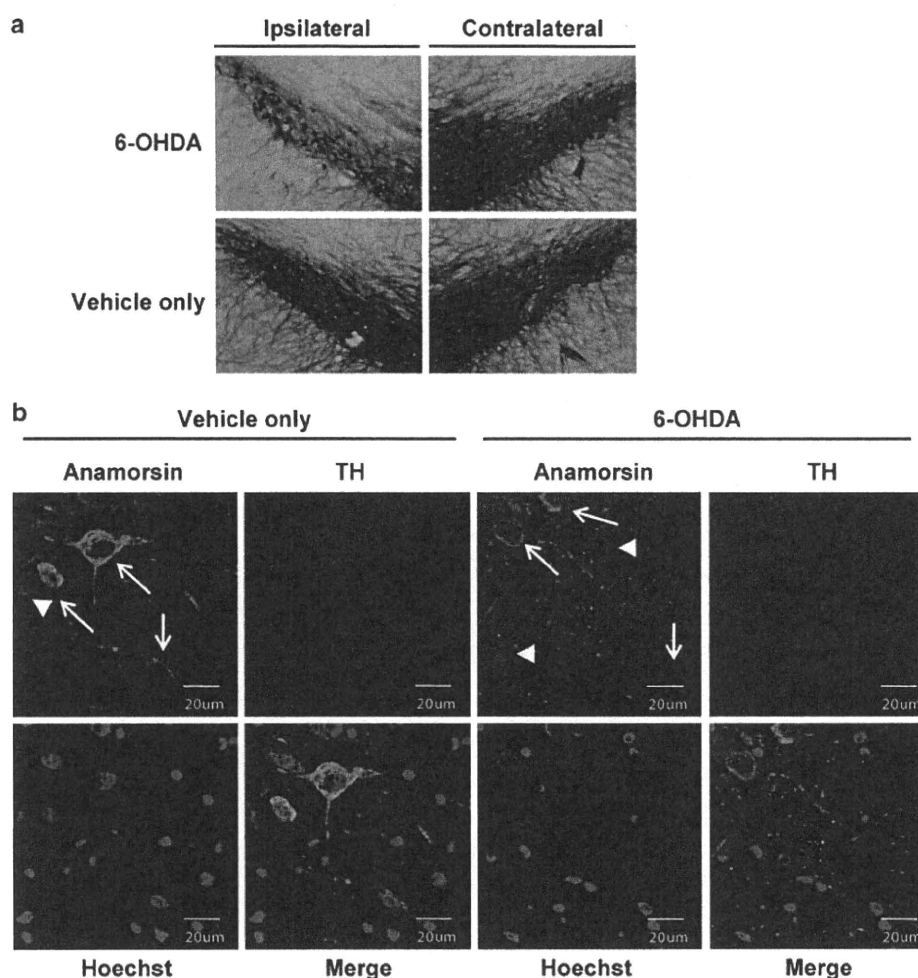 a
Ipsilateral Contralateral
6-OHDA
Vehicle only
b
Vehicle only 6-OHDA
Anamorsin TH Anamorsin TH
20um 20um 20um 20um
20um 20um 20um 20um
Hoechst Merge Hoechst Merge